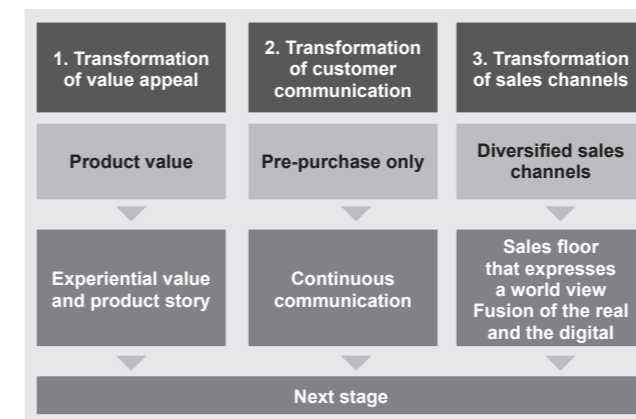 1. Transformation
of value appeal
2. Transformation
of customer
communication
3. Transformation
of sales channels
Product value
Pre-purchase only
Diversified sales
channels
Experiential value
and product story
Continuous
communication
Sales floor
that expresses
a world view
Fusion of the real
and the digital
Next stage